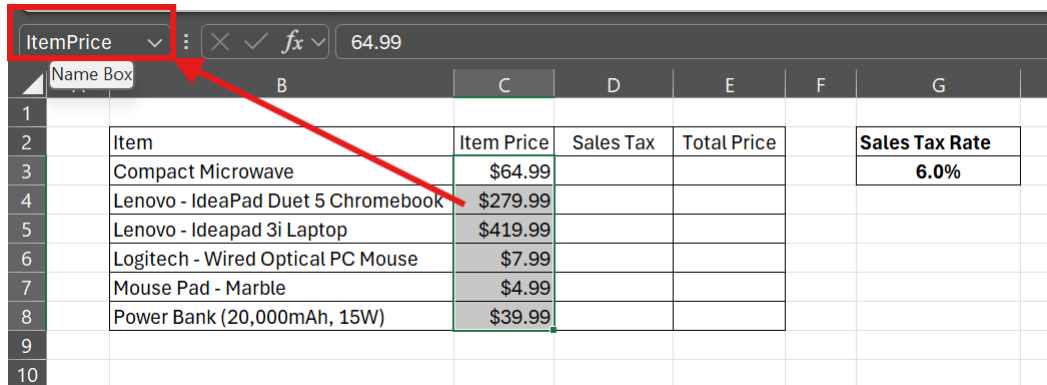 ItemPrice fx 64.99
Name Box
B C D E F G
1
2 Item Item Price Sales Tax Total Price Sales Tax Rate
3 Compact Microwave $64.99 6.0%
4 Lenovo - IdeaPad Duet 5 Chromebook $279.99
5 Lenovo - Ideapad 3i Laptop $419.99
6 Logitech - Wired Optical PC Mouse $7.99
7 Mouse Pad - Marble $4.99
8 Power Bank (20,000mAh, 15W) $39.99
9
10